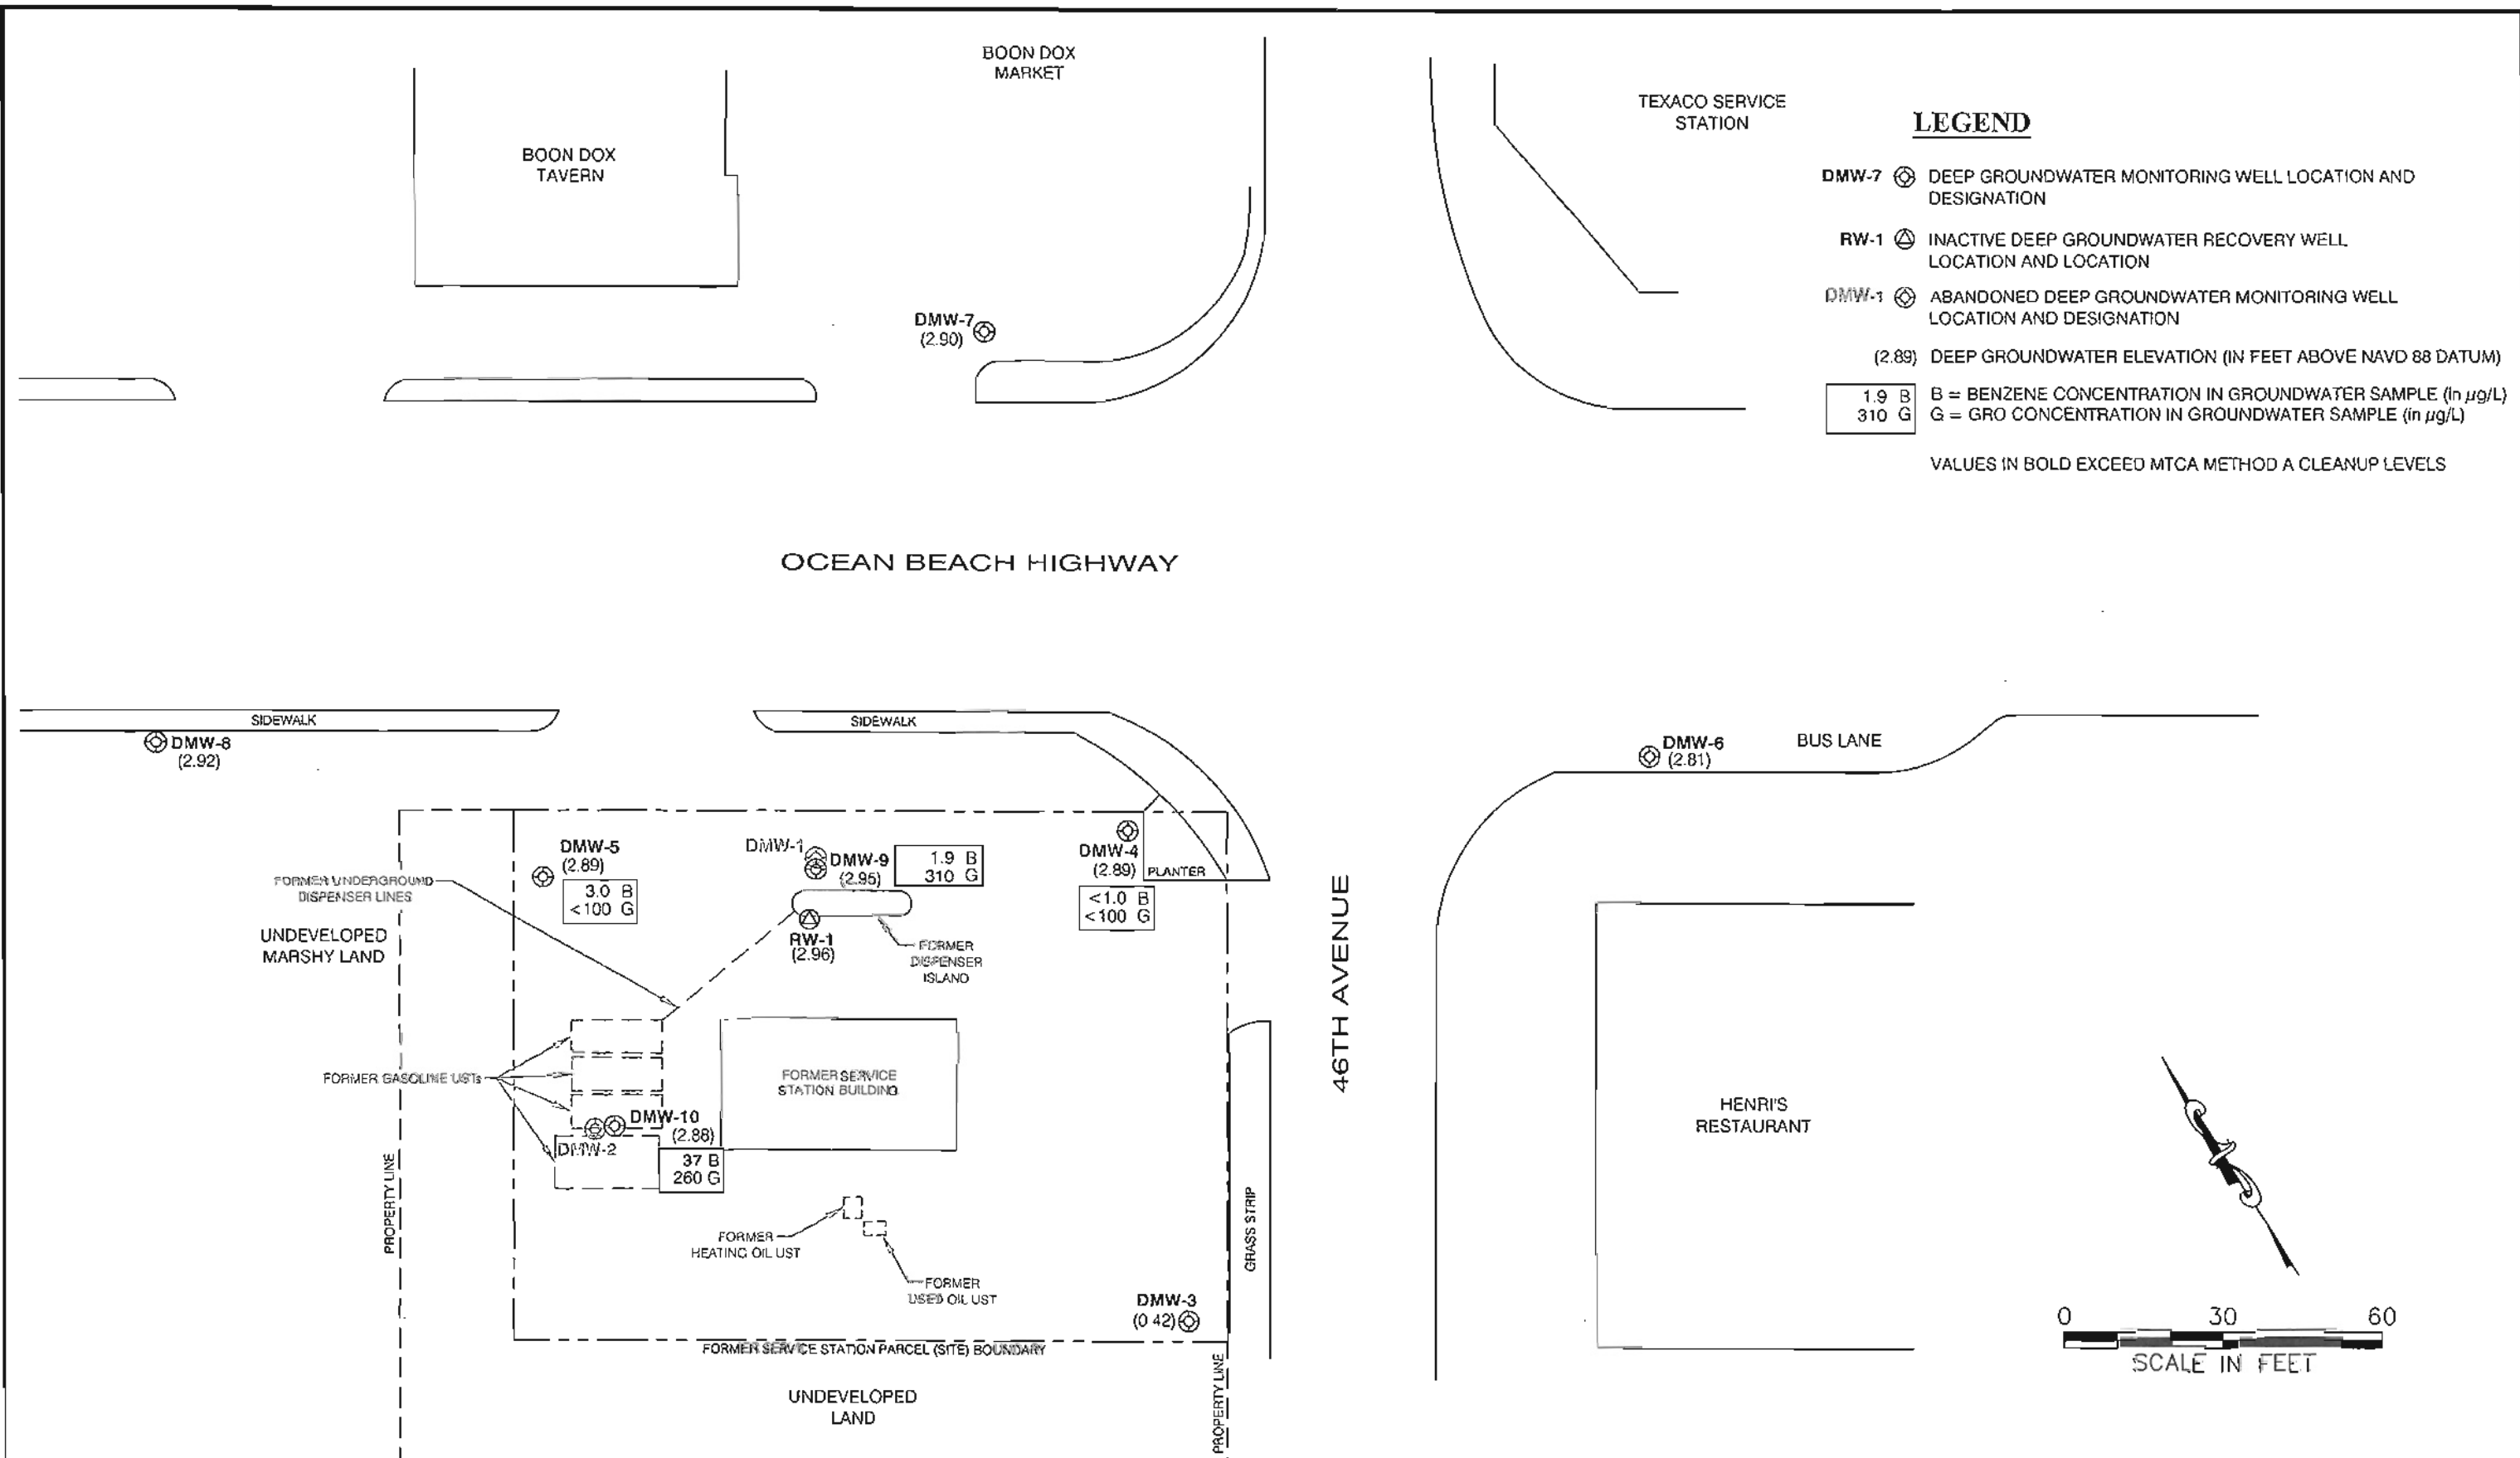 BOON DOX
MARKET
BOON DOX
TAVERN
TEXACO SERVICE
STATION
LEGEND
DMW-7 DEEP GROUNDWATER MONITORING WELL LOCATION AND
DESIGNATION
RW-1 INACTIVE DEEP GROUNDWATER RECOVERY WELL
LOCATION AND LOCATION
DMW-1 ABANDONED DEEP GROUNDWATER MONITORING WELL
LOCATION AND DESIGNATION
(2.89) DEEP GROUNDWATER ELEVATION (IN FEET ABOVE NAVD 88 DATUM)
1.9 B B = BENZENE CONCENTRATION IN GROUNDWATER SAMPLE (In µg/L)
310 G G = GRO CONCENTRATION IN GROUNDWATER SAMPLE (in µg/L)
VALUES IN BOLD EXCEED MTCA METHOD A CLEANUP LEVELS
DMW-7
(2.90)
OCEAN BEACH HIGHWAY
SIDEWALK
SIDEWALK
DMW-8
(2.92)
DMW-6
(2.81)
BUS LANE
DMW-5
(2.89)
3.0 B
<100 G
DMW-1
DMW-9
(2.95)
1.9 B
310 G
DMW-4
(2.89)
PLANTER
<1.0 B
<100 G
FORMER UNDERGROUND
DISPENSER LINES
UNDEVELOPED
MARSHY LAND
RW-1
(2.96)
FORMER
DISPENSER
ISLAND
46TH AVENUE
FORMER GASOLINE USTs
FORMER SERVICE
STATION BUILDING
DMW-10
(2.88)
DMW-2
37 B
260 G
HENRI'S
RESTAURANT
PROPERTY LINE
GRASS STRIP
FORMER
HEATING OIL UST
FORMER
USED OIL UST
DMW-3
(0 42)
FORMER SERVICE STATION PARCEL (SITE) BOUNDARY
UNDEVELOPED
LAND
PROPERTY LINE
0 30 60
SCALE IN FEET